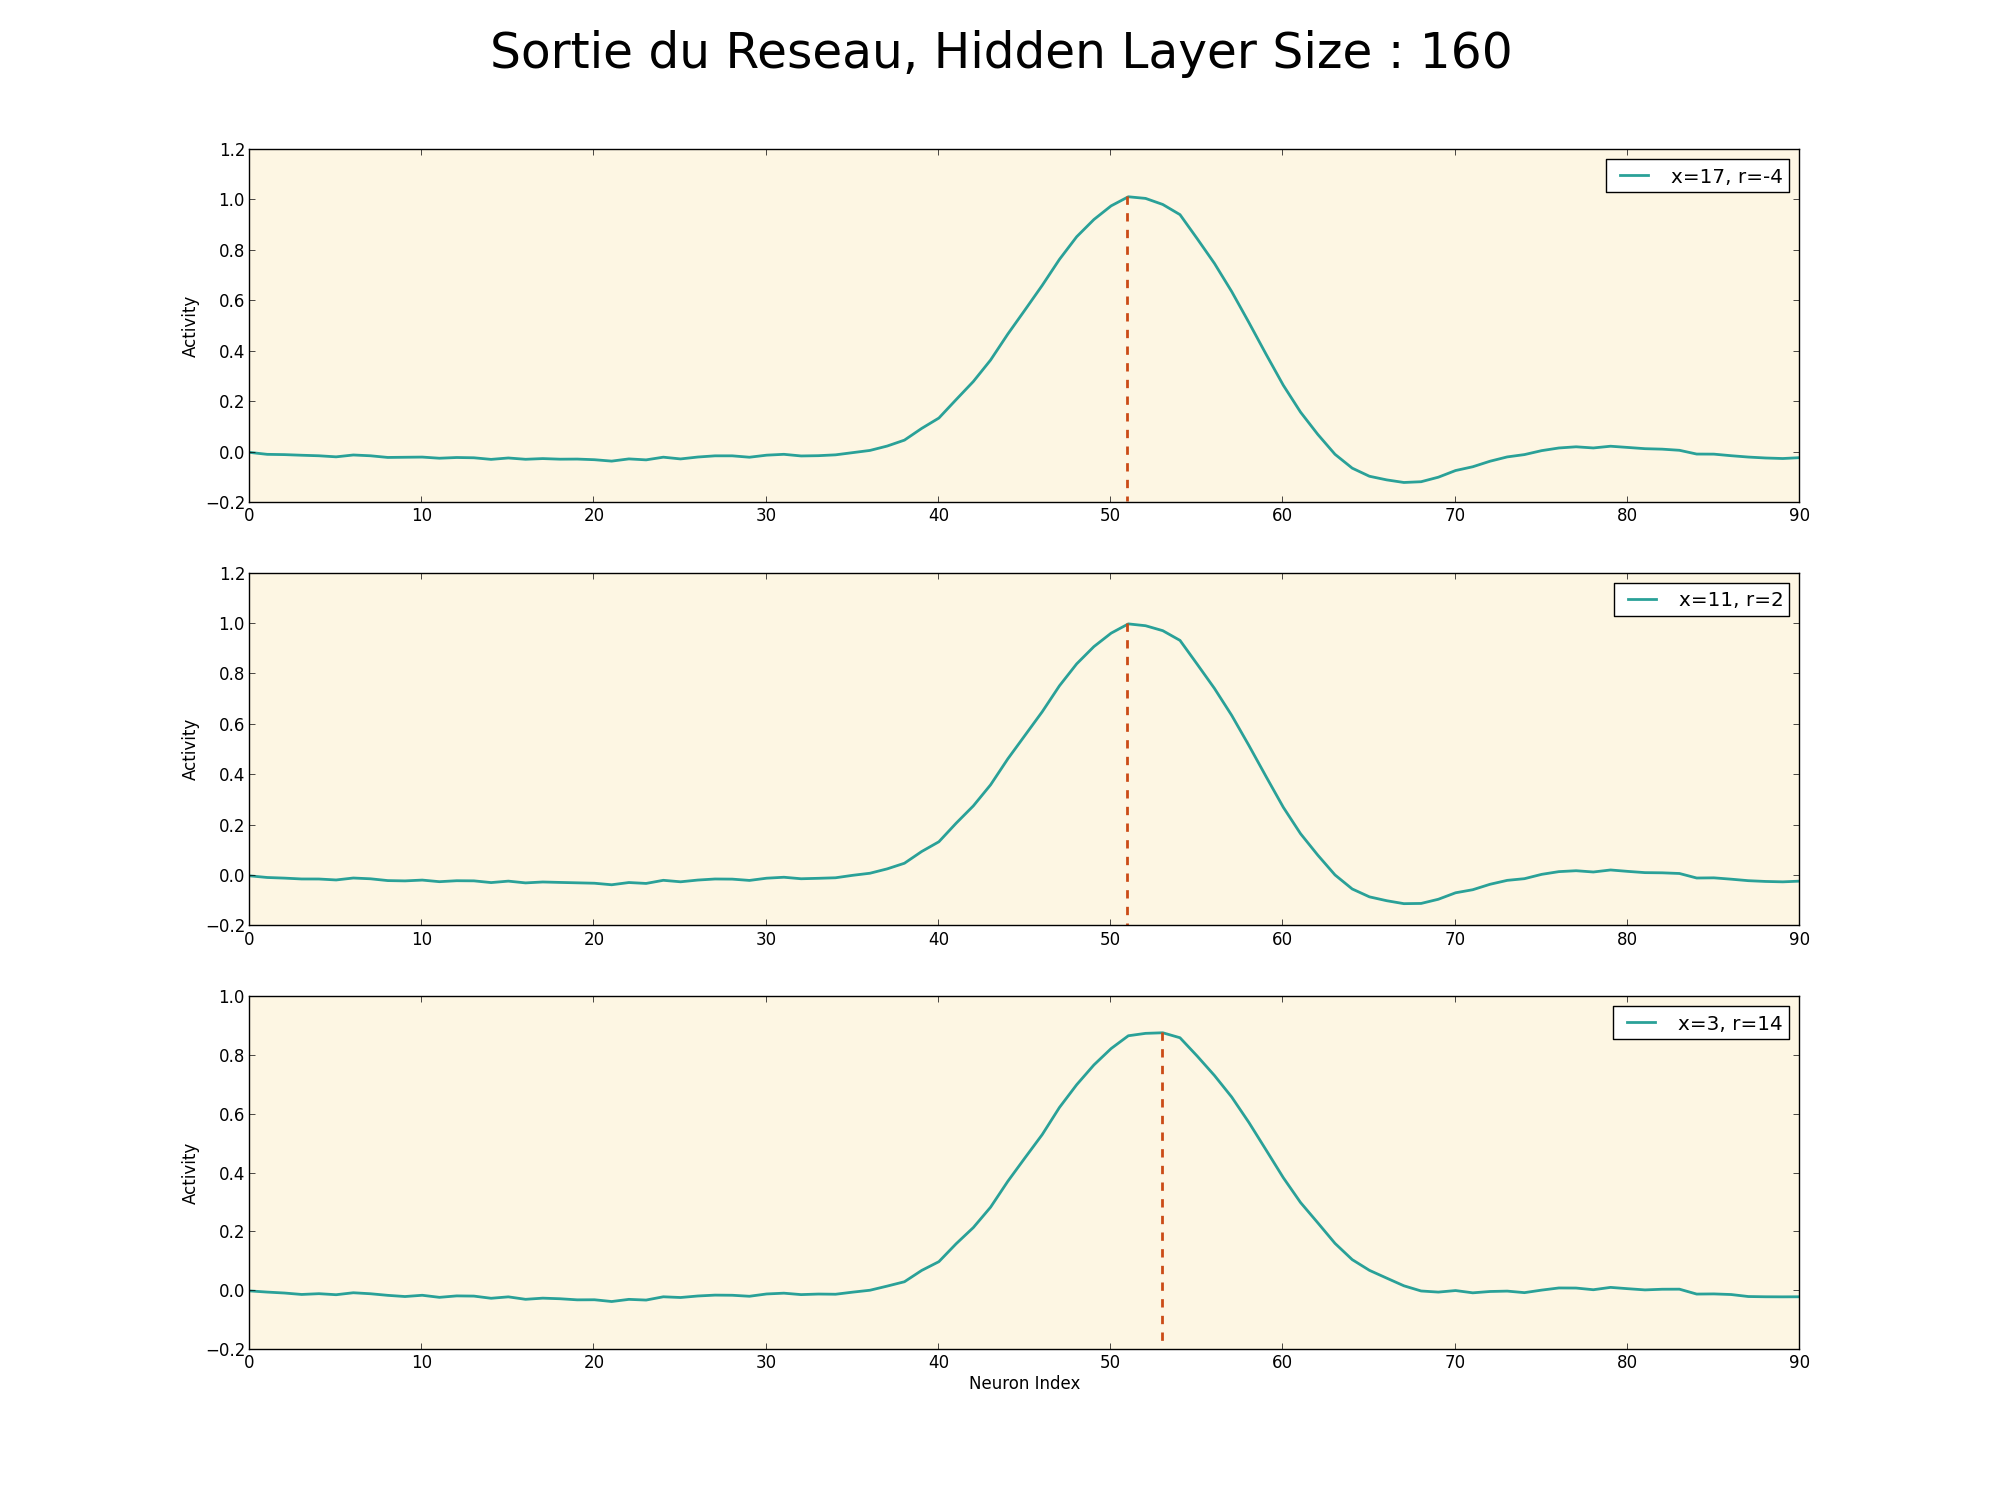 Sortie du Reseau, Hidden Layer Size : 160
1.2
x=17, r=-4
1.0
0.8
0.6
Activity
0.4
0.2
0.0
−0.2
0 10 20 30 40 50 60 70 80 90
1.2
x=11, r=2
1.0
0.8
0.6
Activity
0.4
0.2
0.0
−0.2
0 10 20 30 40 50 60 70 80 90
1.0
x=3, r=14
0.8
0.6
Activity
0.4
0.2
0.0
−0.2
0 10 20 30 40 50 60 70 80 90
Neuron Index